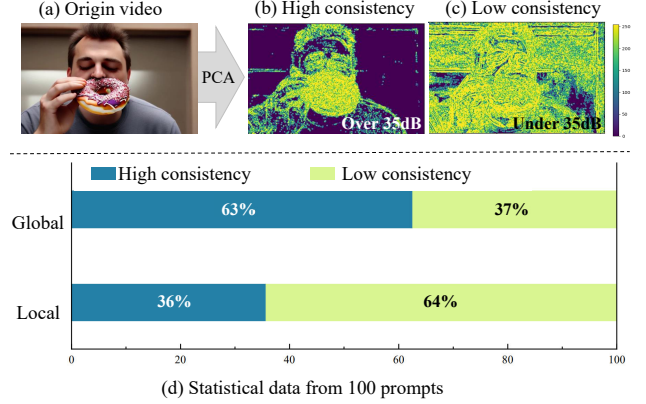 (a) Origin video
(b) High consistency
(c) Low consistency
PCA
Over 35dB
Under 35dB
250
200
150
100
50
0
High consistency
Low consistency
Global
63%
37%
Local
36%
64%
0
20
40
60
80
100
(d) Statistical data from 100 prompts